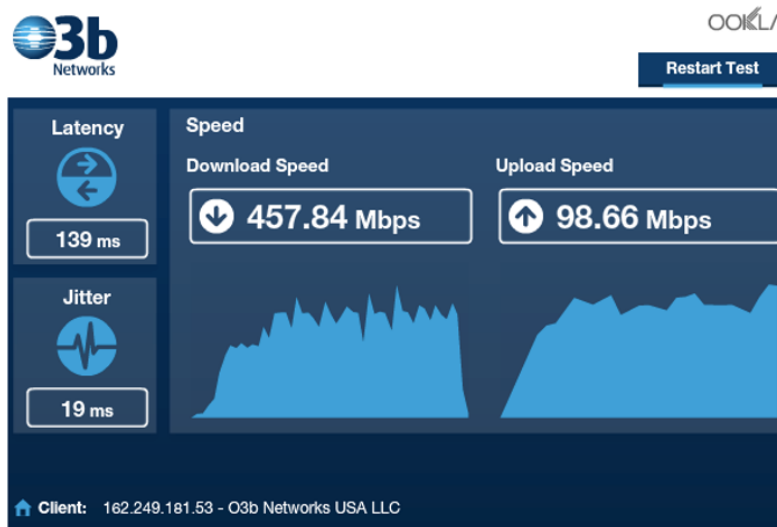 O3b
Networks
OOKLA
Restart Test
Latency
139 ms
Jitter
19 ms
Speed
Download Speed
457.84 Mbps
Upload Speed
98.66 Mbps
Client: 162.249.181.53 - O3b Networks USA LLC